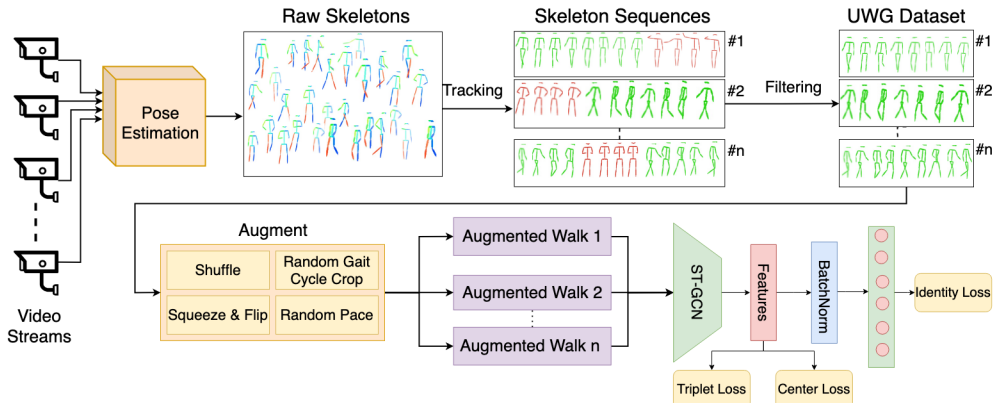 Raw Skeletons
Skeleton Sequences
UWG Dataset
Pose
Estimation
Tracking
Filtering
#1
#2
#n
#1
#2
#n
Video
Streams
Augment
Shuffle
Random Gait
Cycle Crop
Squeeze & Flip
Random Pace
Augmented Walk 1
Augmented Walk 2
Augmented Walk n
ST-GCN
Features
BatchNorm
Identity Loss
Triplet Loss
Center Loss